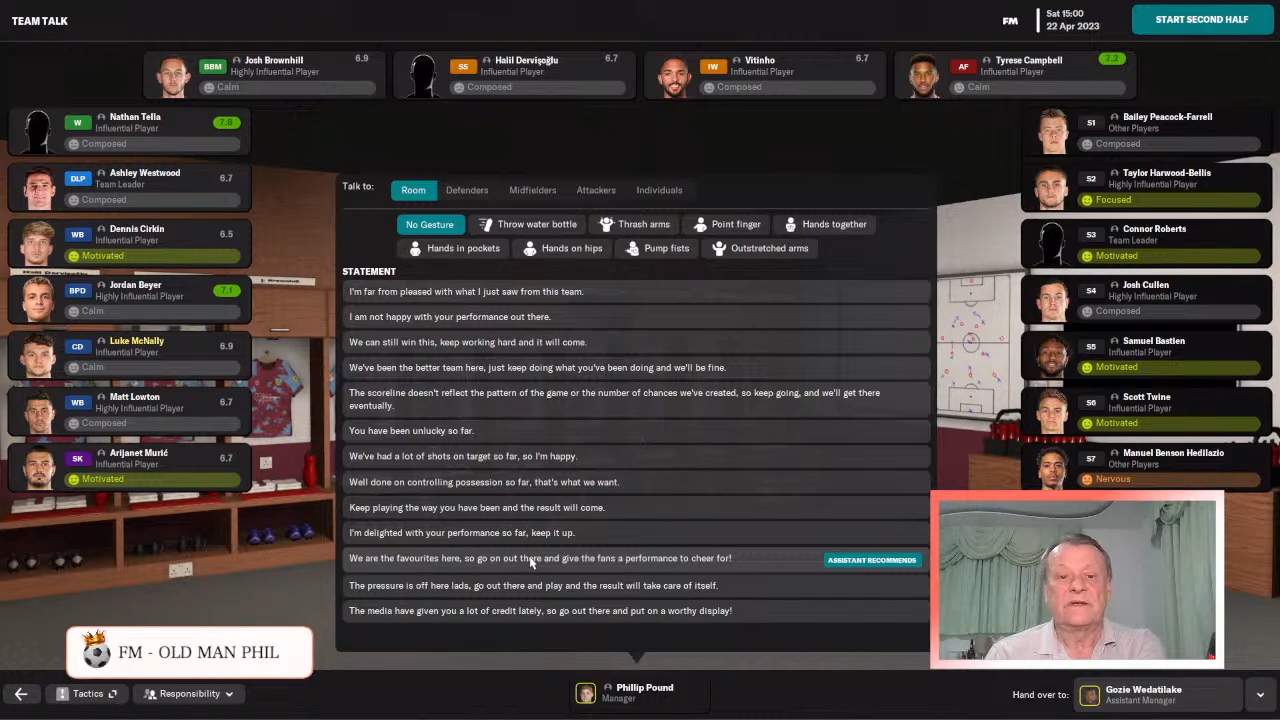 TEAM TALK
FM
Sat 15:00
22 Apr 2023
START SECOND HALF
BBM
Josh Brownhill
6.9
Highly Influential Player
Calm
SS
Halil Dervişoğlu
6.7
Influential Player
Composed
IW
Vitinho
6.7
Influential Player
Composed
AF
Tyrese Campbell
7.2
Influential Player
Calm
W
Nathan Tella
7.8
Influential Player
Composed
DLP
Ashley Westwood
6.7
Team Leader
Composed
WB
Dennis Cirkin
6.5
Influential Player
Motivated
BPD
Jordan Beyer
7.1
Highly Influential Player
Calm
CD
Luke McNally
6.9
Influential Player
Calm
WB
Matt Lowton
6.7
Highly Influential Player
Composed
SK
Arijanet Murić
6.7
Influential Player
Motivated
Talk to:
Room
Defenders
Midfielders
Attackers
Individuals
No Gesture
Throw water bottle
Thrash arms
Point finger
Hands together
Hands in pockets
Hands on hips
Pump fists
Outstretched arms
STATEMENT
I'm far from pleased with what I just saw from this team.
I am not happy with your performance out there.
We can still win this, keep working hard and it will come.
We've been the better team here, just keep doing what you've been doing and we'll be fine.
The scoreline doesn't reflect the pattern of the game or the number of chances we've created, so keep going, and we'll get there
eventually.
You have been unlucky so far.
We've had a lot of shots on target so far, so I'm happy.
Well done on controlling possession so far, that's what we want.
Keep playing the way you have been and the result will come.
I'm delighted with your performance so far, keep it up.
We are the favourites here, so go on out there and give the fans a performance to cheer for!
ASSISTANT RECOMMENDS
The pressure is off here lads, go out there and play and the result will take care of itself.
The media have given you a lot of credit lately, so go out there and put on a worthy display!
S1
Bailey Peacock-Farrell
Other Players
Composed
S2
Taylor Harwood-Bellis
Highly Influential Player
Focused
S3
Connor Roberts
Team Leader
Motivated
S4
Josh Cullen
Highly Influential Player
Composed
S5
Samuel Bastien
Influential Player
Motivated
S6
Scott Twine
Influential Player
Motivated
S7
Manuel Benson Hedilazio
Other Players
Nervous
FM - OLD MAN PHIL
Tactics
Responsibility
Phillip Pound
Manager
Hand over to:
Gozie Wedatilake
Assistant Manager